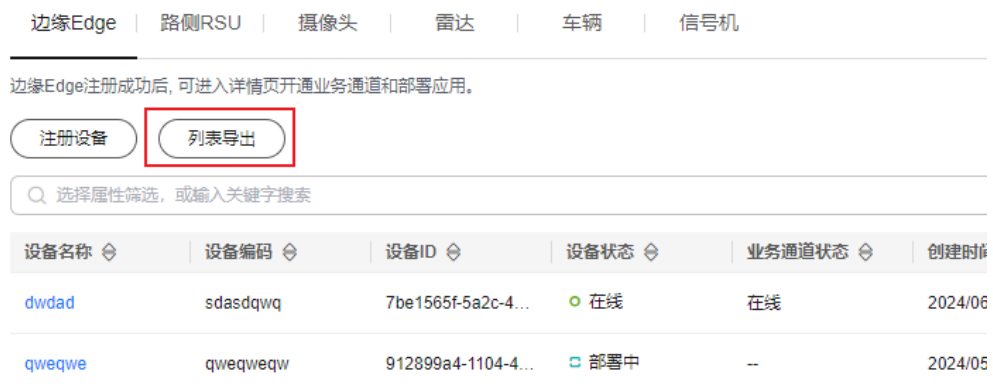 边缘Edge 路侧RSU 摄像头 雷达 车辆 信号机
边缘Edge注册成功后, 可进入详情页开通业务通道和部署应用。
注册设备 列表导出
选择属性筛选，或输入关键字搜索
设备名称 设备编码 设备ID 设备状态 业务通道状态 创建时间
dwdad sdasdqwq 7be1565f-5a2c-4... 在线 在线 2024/06
qweqwe qweqweqw 912899a4-1104-4... 部署中 -- 2024/05